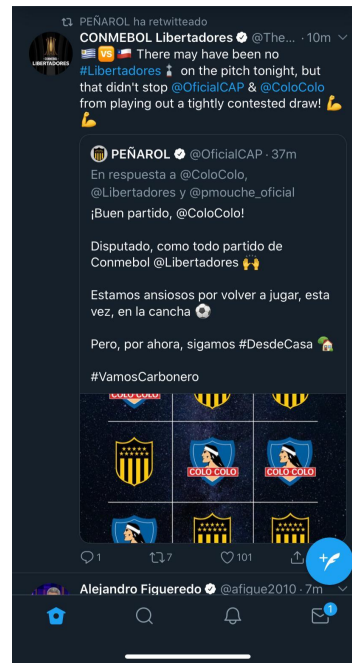 PEÑAROL ha retwitteado
CONMEBOL Libertadores @The... · 10m
🇺🇾🆚🇨🇱 There may have been no
#Libertadores on the pitch tonight, but
that didn't stop @OficialCAP & @ColoColo
from playing out a tightly contested draw! 💪
💪
PEÑAROL @OficialCAP · 37m
En respuesta a @ColoColo,
@Libertadores y @pmouche_oficial
¡Buen partido, @ColoColo!
Disputado, como todo partido de
Conmebol @Libertadores 🙌
Estamos ansiosos por volver a jugar, esta
vez, en la cancha ⚽
Pero, por ahora, sigamos #DesdeCasa 🏡
#VamosCarbonero
COLO COLO
COLO COLO
COLO COLO
1 7 101
Alejandro Figueredo @afigue2010 · 7m
1